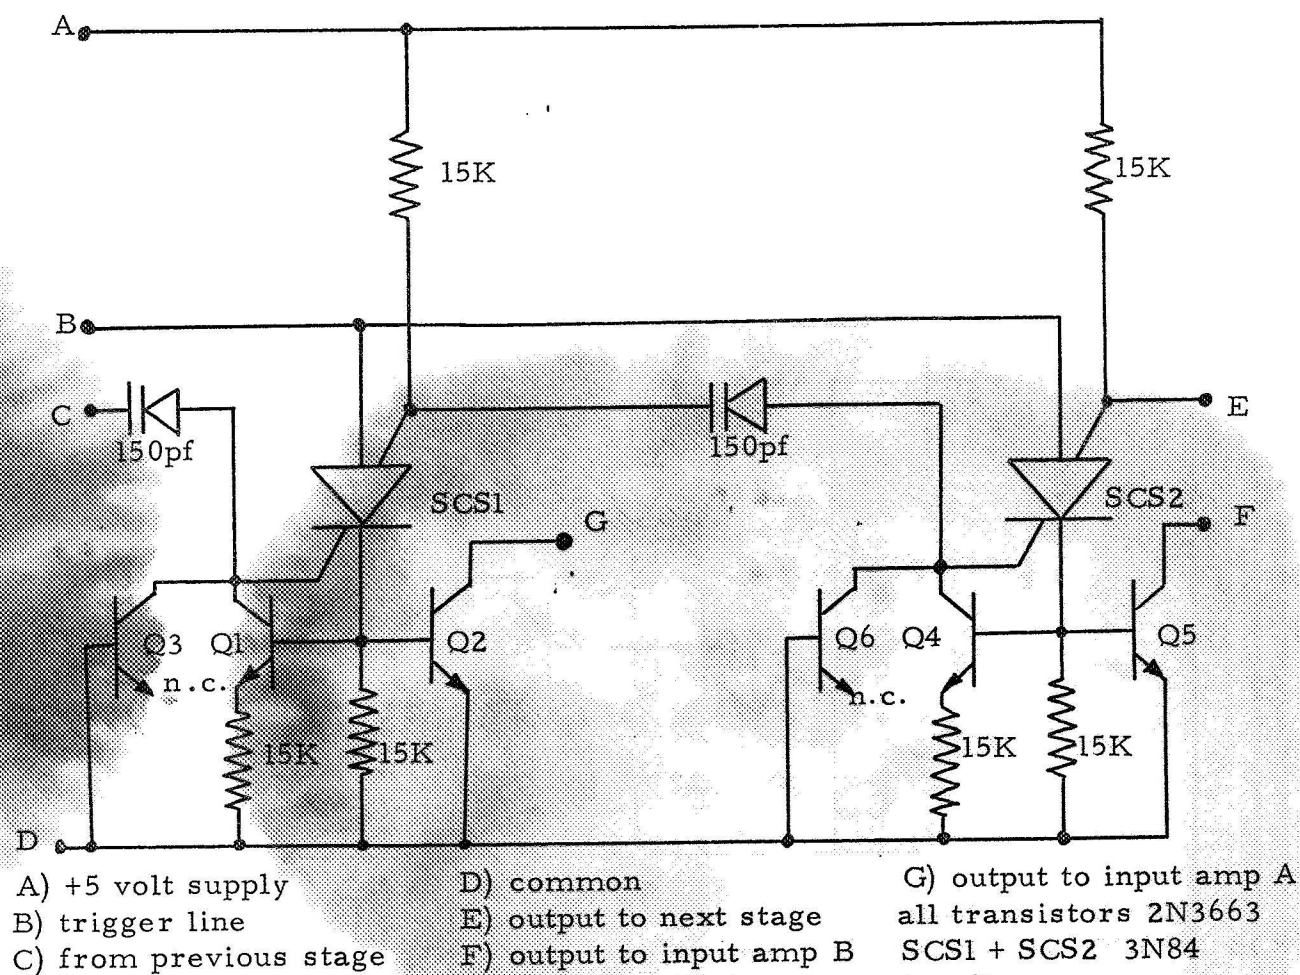 A
15K
15K
B
C
150pf
150pf
E
SCS1
SCS2
G
F
Q3
Q1
Q2
Q6
Q4
Q5
n.c.
n.c.
15K
15K
15K
15K
D
A) +5 volt supply
B) trigger line
C) from previous stage
D) common
E) output to next stage
F) output to input amp B
G) output to input amp A
all transistors 2N3663
SCS1 + SCS2 3N84